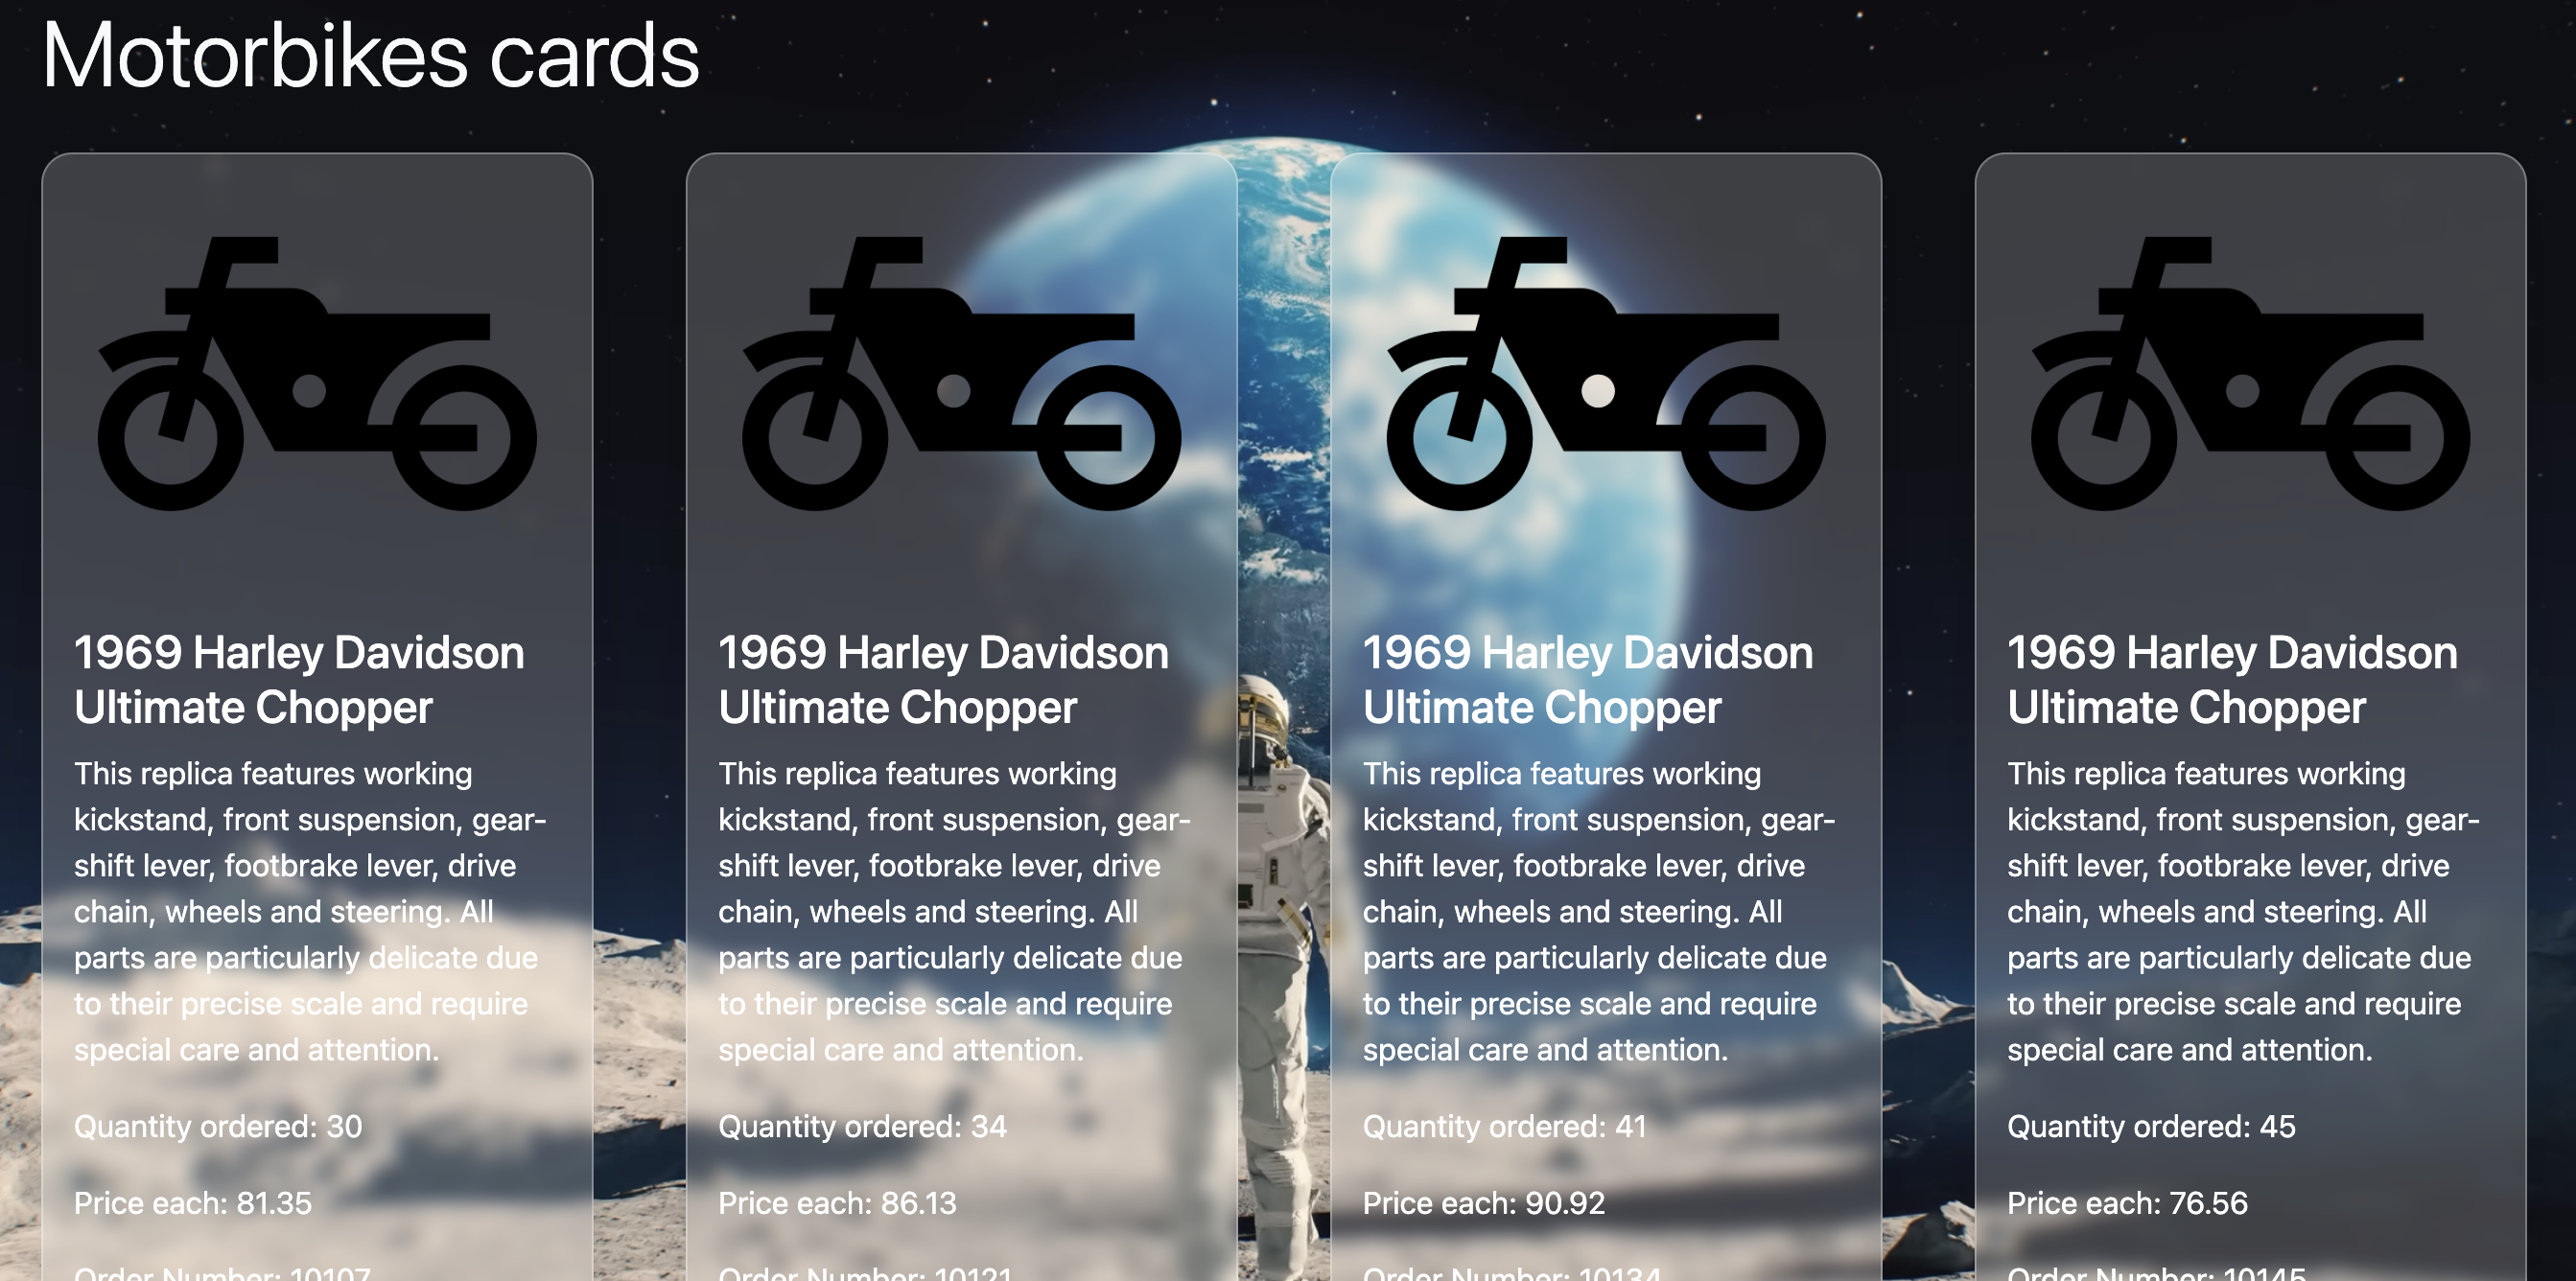 Motorbikes cards
1969 Harley Davidson
Ultimate Chopper
This replica features working
kickstand, front suspension, gear-
shift lever, footbrake lever, drive
chain, wheels and steering. All
parts are particularly delicate due
to their precise scale and require
special care and attention.
Quantity ordered: 30
Price each: 81.35
Order Number: 10107
1969 Harley Davidson
Ultimate Chopper
This replica features working
kickstand, front suspension, gear-
shift lever, footbrake lever, drive
chain, wheels and steering. All
parts are particularly delicate due
to their precise scale and require
special care and attention.
Quantity ordered: 34
Price each: 86.13
Order Number: 10121
1969 Harley Davidson
Ultimate Chopper
This replica features working
kickstand, front suspension, gear-
shift lever, footbrake lever, drive
chain, wheels and steering. All
parts are particularly delicate due
to their precise scale and require
special care and attention.
Quantity ordered: 41
Price each: 90.92
Order Number: 10134
1969 Harley Davidson
Ultimate Chopper
This replica features working
kickstand, front suspension, gear-
shift lever, footbrake lever, drive
chain, wheels and steering. All
parts are particularly delicate due
to their precise scale and require
special care and attention.
Quantity ordered: 45
Price each: 76.56
Order Number: 10145